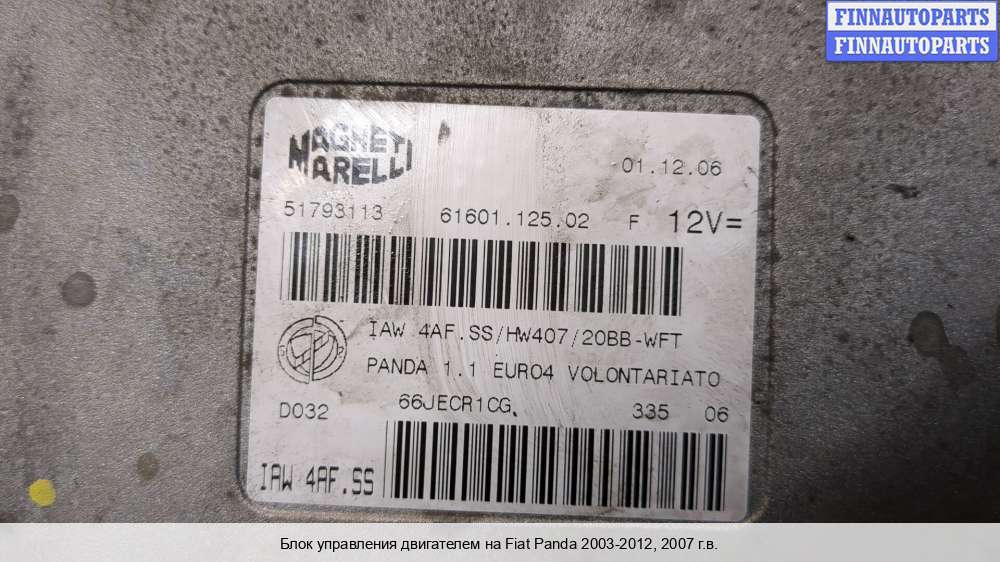 FINNAUTOPARTS
FINNAUTOPARTS
MAGNETI
MARELLI
01.12.06
51793113 61601.125.02 F 12V=
IAW 4AF.SS/HW407/20BB-WFT
PANDA 1.1 EURO4 VOLONTARIATO
D032 66JECR1CG. 335 06
IAW 4AF.SS
Блок управления двигателем на Fiat Panda 2003-2012, 2007 г.в.